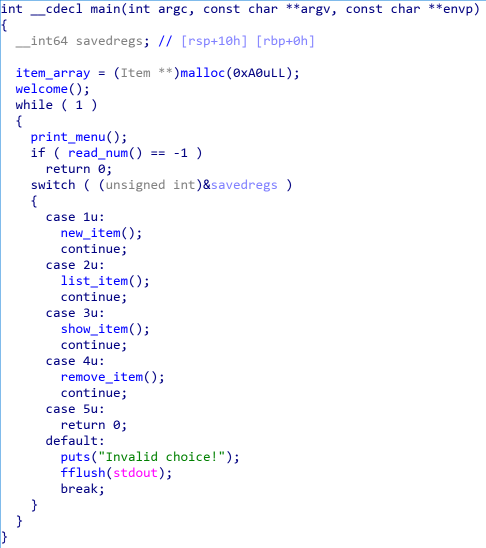 int __cdecl main(int argc, const char **argv, const char **envp)
{
  __int64 savedregs; // [rsp+10h] [rbp+0h]

  item_array = (Item **)malloc(0xA0uLL);
  welcome();
  while ( 1 )
  {
    print_menu();
    if ( read_num() == -1 )
      return 0;
    switch ( (unsigned int)&savedregs )
    {
      case 1u:
        new_item();
        continue;
      case 2u:
        list_item();
        continue;
      case 3u:
        show_item();
        continue;
      case 4u:
        remove_item();
        continue;
      case 5u:
        return 0;
      default:
        puts("Invalid choice!");
        fflush(stdout);
        break;
    }
  }
}